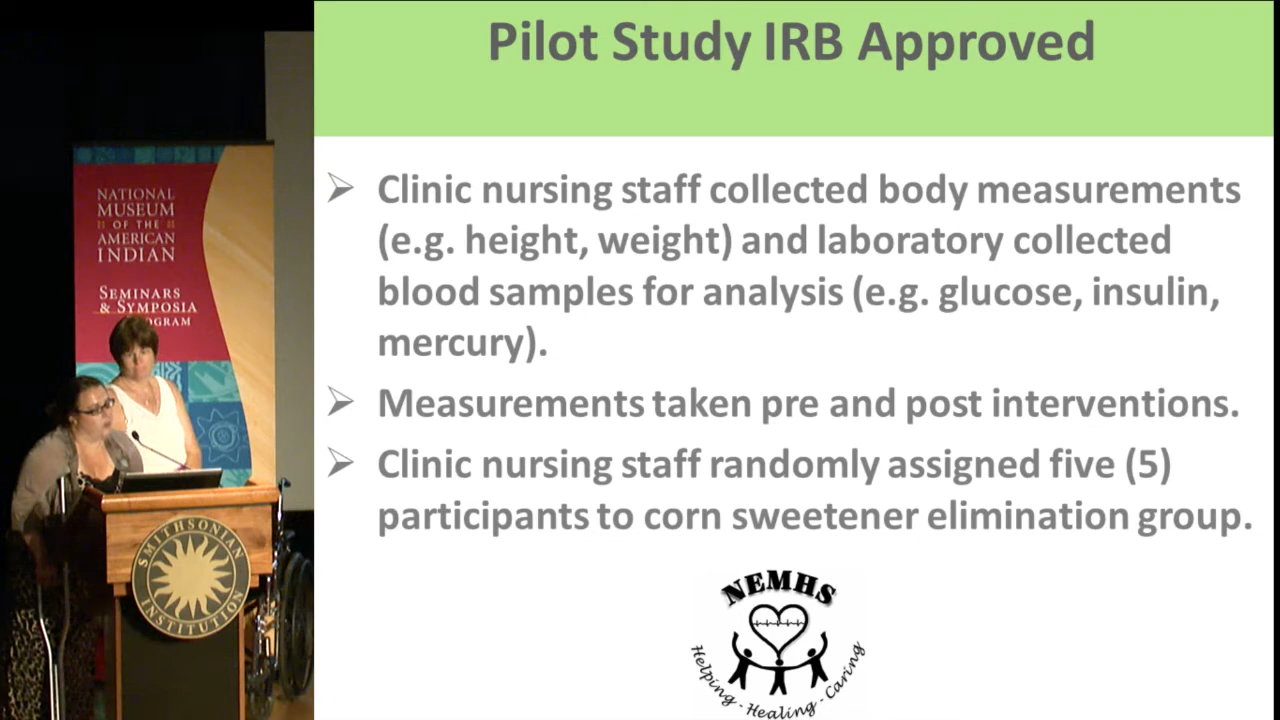 Pilot Study IRB Approved
NATIONAL
MUSEUM
OF THE
AMERICAN
INDIAN
SEMINARS
& SYMPOSIA
OGRAM
SMITHSONIAN
INSTITUTION
➢ Clinic nursing staff collected body measurements
(e.g. height, weight) and laboratory collected
blood samples for analysis (e.g. glucose, insulin,
mercury).
➢ Measurements taken pre and post interventions.
➢ Clinic nursing staff randomly assigned five (5)
participants to corn sweetener elimination group.
NEMHS
Helping - Healing - Caring